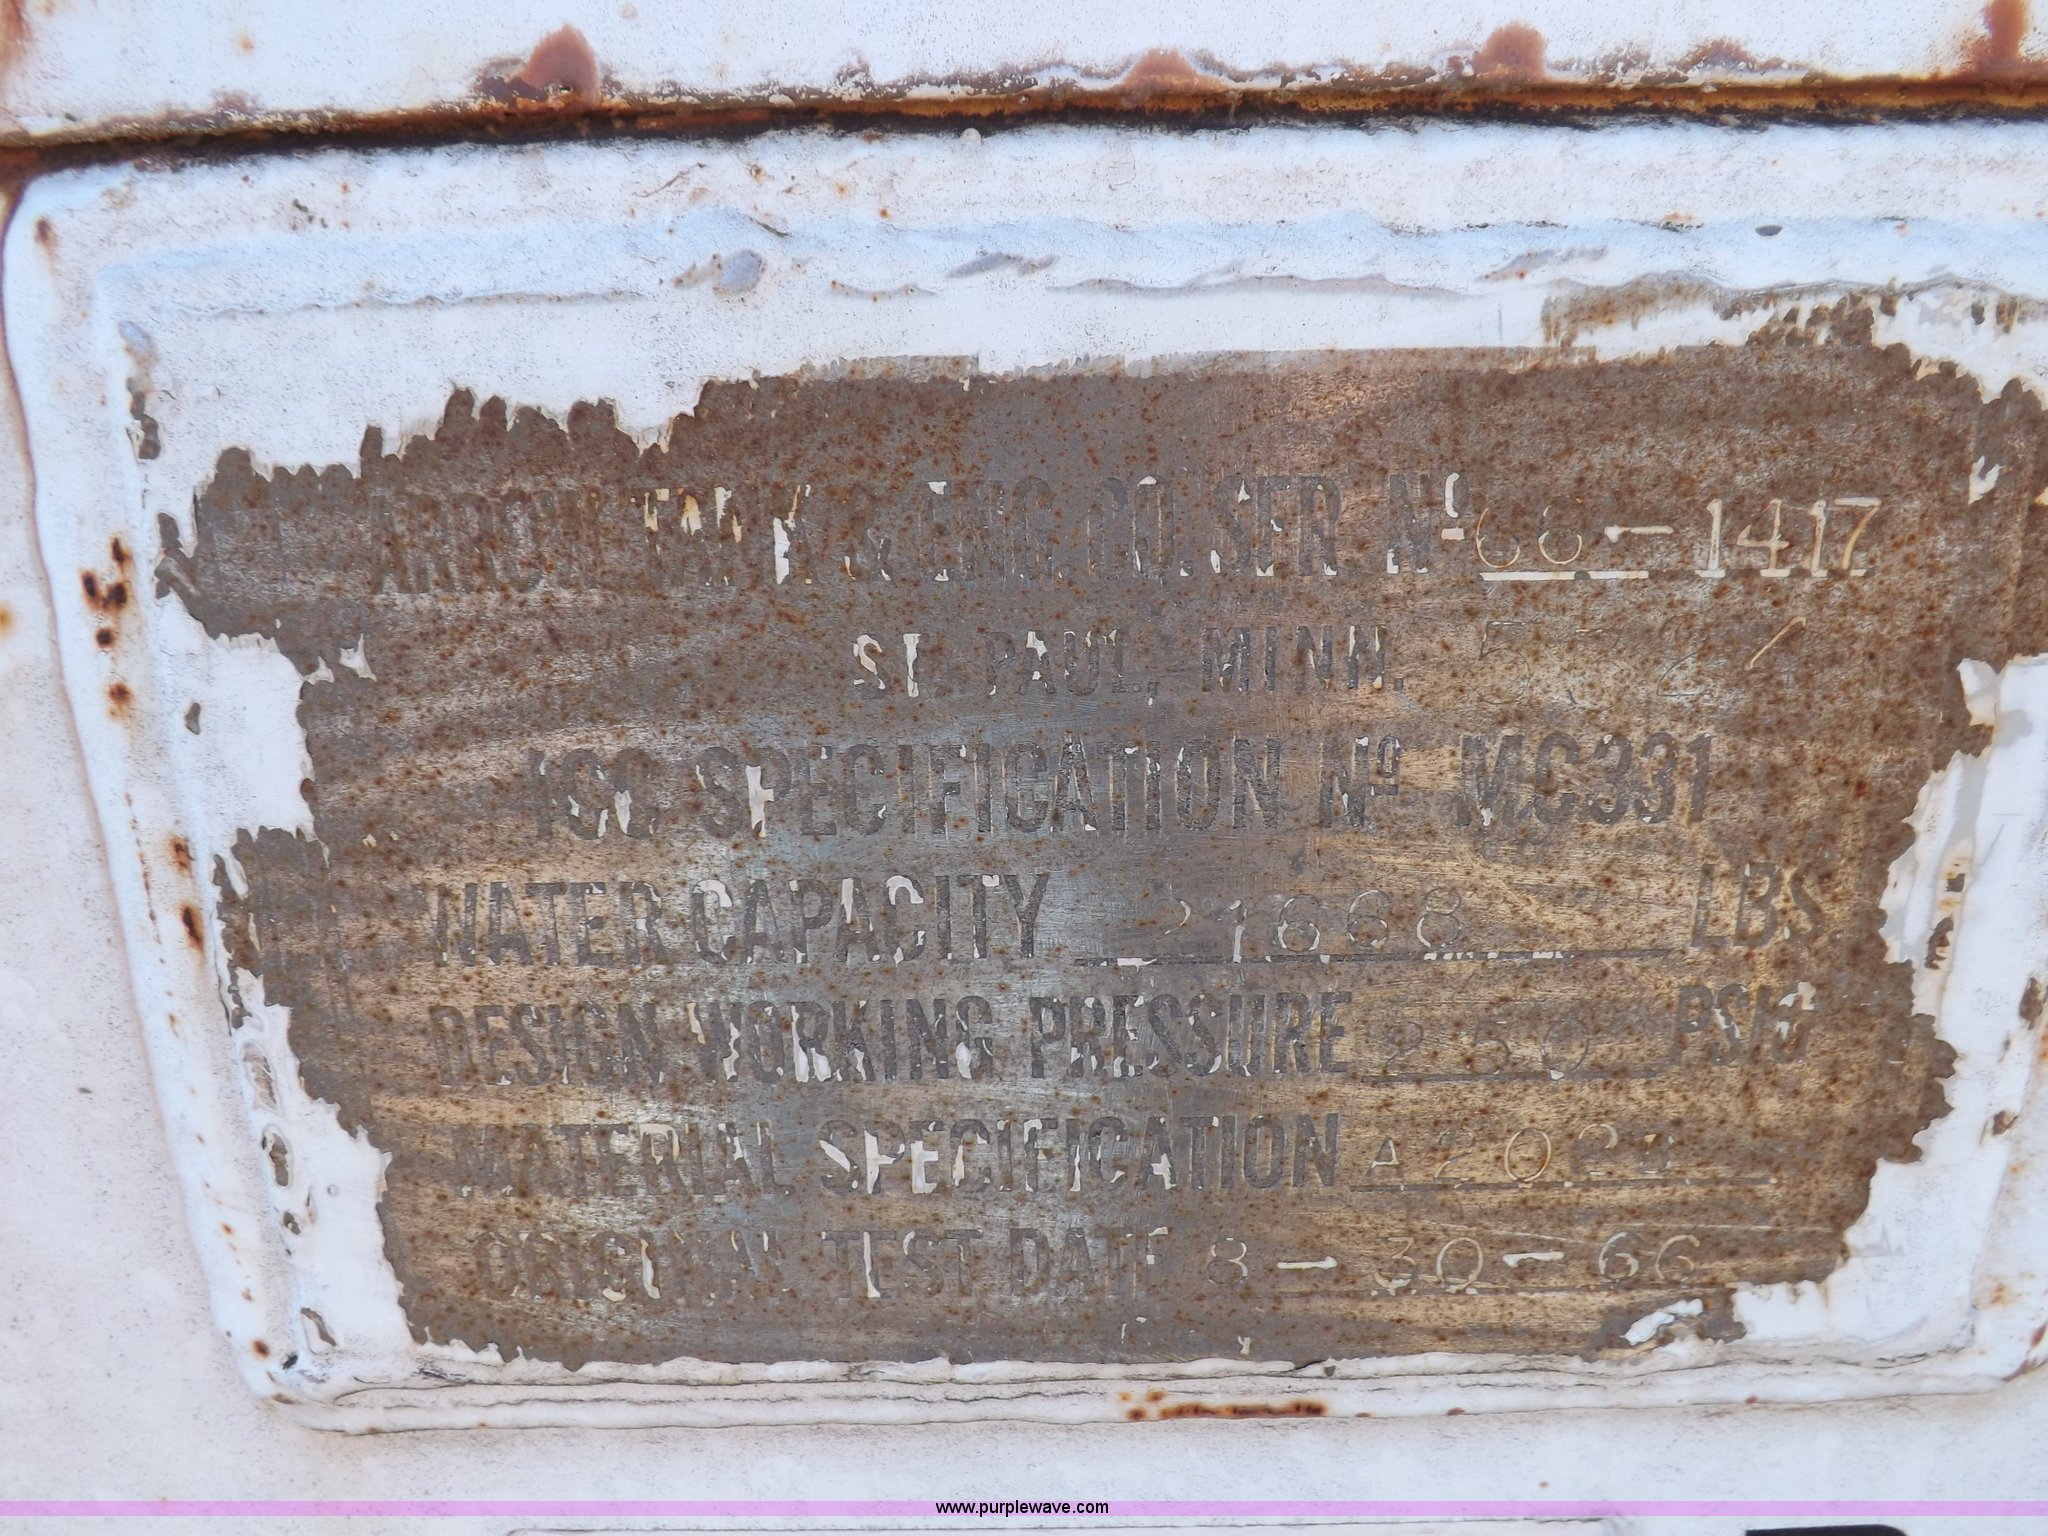 ARROW TANK & ENG. CO. SER. Nº 66-1417
ST. PAUL, MINN. 5324
ICC SPECIFICATION Nº MC331
WATER CAPACITY 21668 LBS
DESIGN WORKING PRESSURE 250 PSIG
MATERIAL SPECIFICATION
ORIGINAL TEST DATE 8-30-66
www.purplewave.com